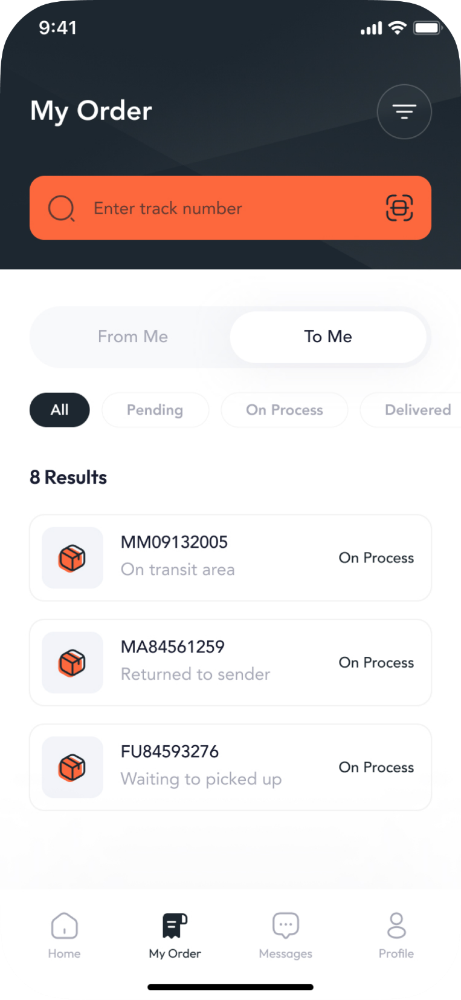 9:41
My Order
Enter track number
From Me
To Me
All
Pending
On Process
Delivered
8 Results
MM09132005
On transit area
On Process
MA84561259
Returned to sender
On Process
FU84593276
Waiting to picked up
On Process
Home
My Order
Messages
Profile